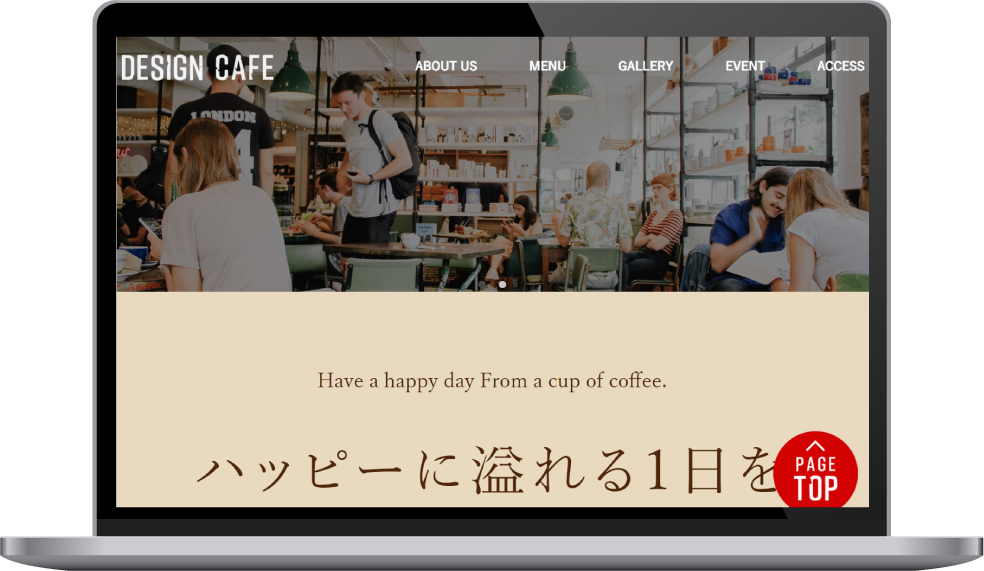 DESIGN CAFE
ABOUT US MENU GALLERY EVENT ACCESS
LONDON
Have a happy day From a cup of coffee.
ハッピーに溢れる1日を
PAGE
TOP